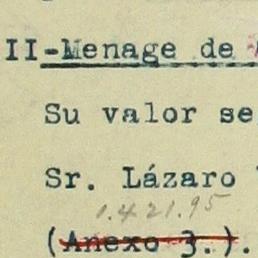 II-Menage de
Su valor se
Sr. Lázaro
1.421.95
(Anexo 3.).